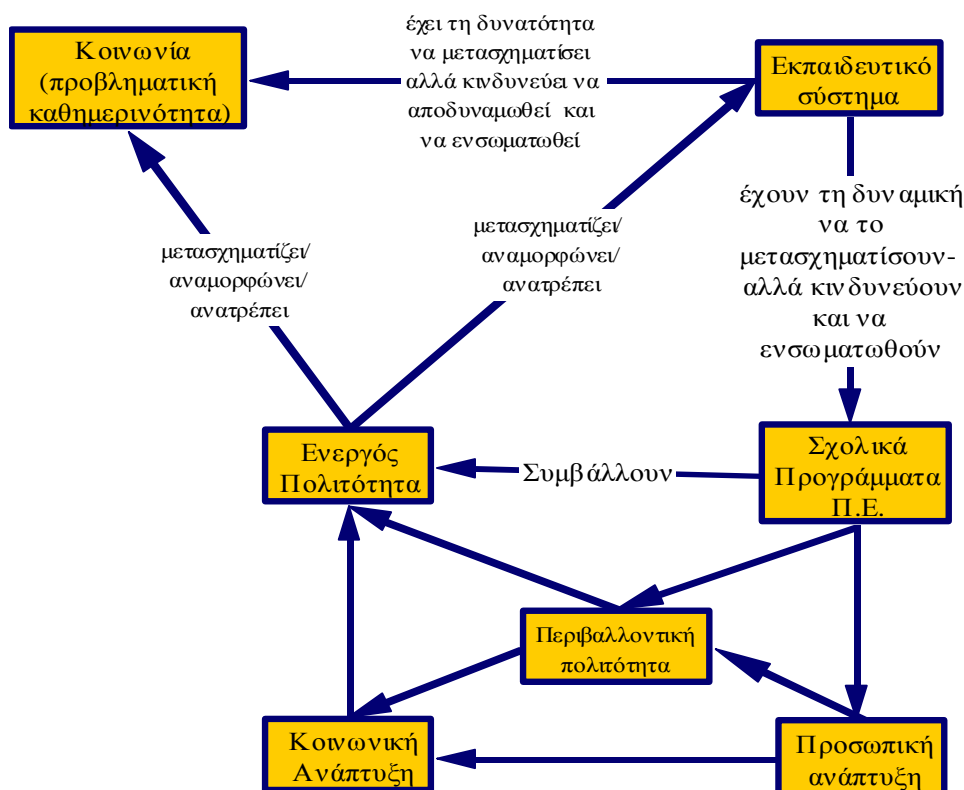 έχει τη δυνατότητα
να μετασχηματίσει
αλλά κινδυνεύει να
αποδυναμωθεί και
να ενσωματωθεί
Κοινωνία
(προβληματική
καθημερινότητα)
Εκπαιδευτικό
σύστημα
έχουν τη δυναμική
να το
μετασχηματίσουν-
αλλά κινδυνεύουν
και να
ενσωματωθούν
μετασχηματίζει/
αναμορφώνει/
ανατρέπει
μετασχηματίζει/
αναμορφώνει/
ανατρέπει
Ενεργός
Πολιτότητα
Συμβάλλουν
Σχολικά
Προγράμματα
Π.Ε.
Περιβαλλοντική
πολιτότητα
Κοινωνική
Ανάπτυξη
Προσωπική
ανάπτυξη